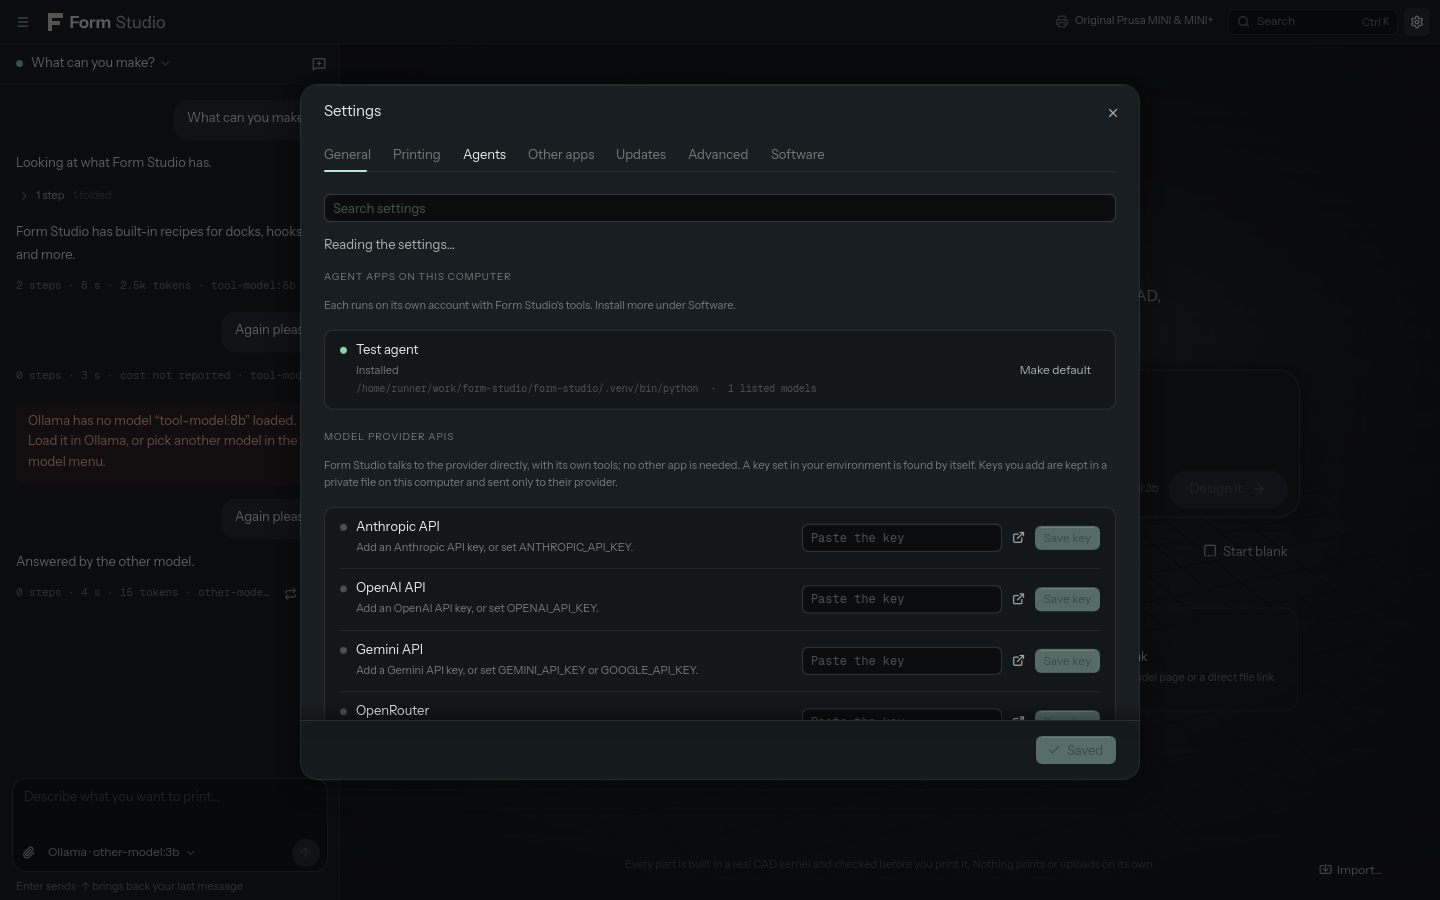 Form Studio
Original Prusa MINI & MINI+
Search
Ctrl K
What can you make?
What can you make
Looking at what Form Studio has.
1 step 1 folded
Form Studio has built-in recipes for docks, hooks
and more.
2 steps · 8 s · 2.5k tokens · tool-model:8b
Again pleas
0 steps · 3 s · cost not reported · tool-mod
Ollama has no model “tool-model:8b” loaded.
Load it in Ollama, or pick another model in the
model menu.
Again pleas
Answered by the other model.
0 steps · 4 s · 15 tokens · other-mode…
Describe what you want to print…
Ollama · other-model:3b
Enter sends · ↑ brings back your last message
Settings
General
Printing
Agents
Other apps
Updates
Advanced
Software
Search settings
Reading the settings…
AGENT APPS ON THIS COMPUTER
Each runs on its own account with Form Studio's tools. Install more under Software.
Test agent
Installed
/home/runner/work/form-studio/form-studio/.venv/bin/python · 1 listed models
Make default
MODEL PROVIDER APIS
Form Studio talks to the provider directly, with its own tools; no other app is needed. A key set in your environment is found by itself. Keys you add are kept in a
private file on this computer and sent only to their provider.
Anthropic API
Add an Anthropic API key, or set ANTHROPIC_API_KEY.
Paste the key
Save key
OpenAI API
Add an OpenAI API key, or set OPENAI_API_KEY.
Paste the key
Save key
Gemini API
Add a Gemini API key, or set GEMINI_API_KEY or GOOGLE_API_KEY.
Paste the key
Save key
OpenRouter
Saved
AD,
:3b
Design it
Start blank
nk
del page or a direct file link
Every part is built in a real CAD kernel and checked before you print it. Nothing prints or uploads on its own.
Import…